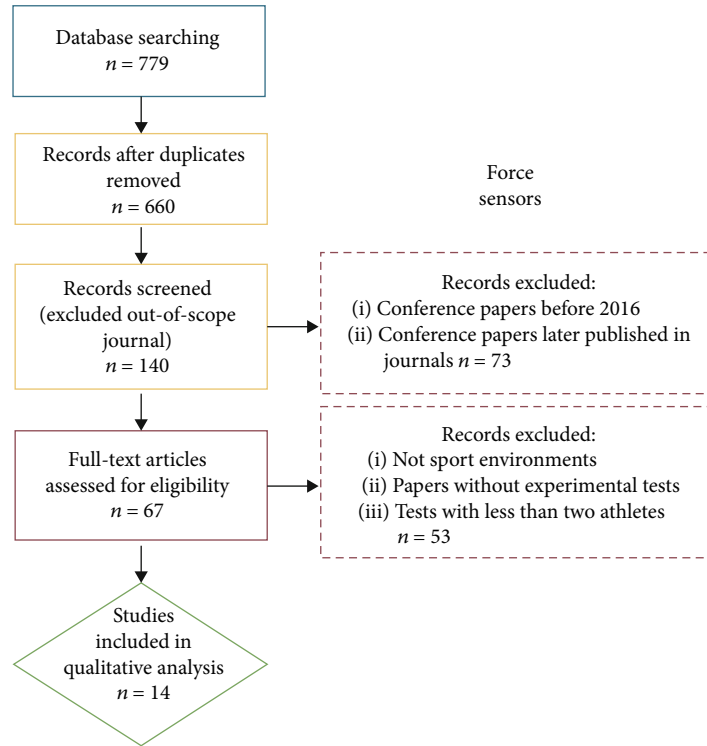 Database searching
n = 779
Records after duplicates
removed
n = 660
Force
sensors
Records screened
(excluded out-of-scope
journal)
n = 140
Records excluded:
(i) Conference papers before 2016
(ii) Conference papers later published in
journals n = 73
Full-text articles
assessed for eligibility
n = 67
Records excluded:
(i) Not sport environments
(ii) Papers without experimental tests
(iii) Tests with less than two athletes
n = 53
Studies
included in
qualitative analysis
n = 14